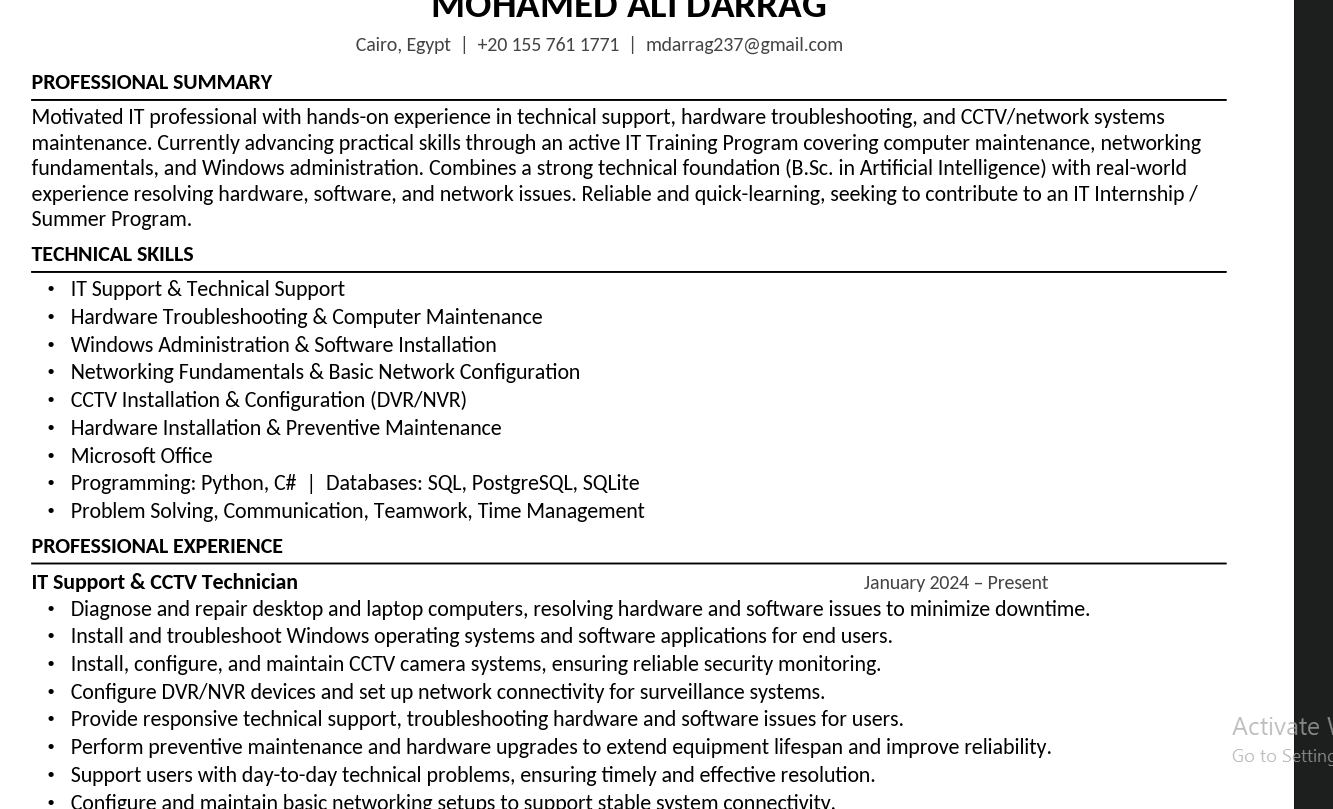 MOHAMED ALI DARRAG
Cairo, Egypt | +20 155 761 1771 | mdarrag237@gmail.com
PROFESSIONAL SUMMARY
Motivated IT professional with hands-on experience in technical support, hardware troubleshooting, and CCTV/network systems
maintenance. Currently advancing practical skills through an active IT Training Program covering computer maintenance, networking
fundamentals, and Windows administration. Combines a strong technical foundation (B.Sc. in Artificial Intelligence) with real-world
experience resolving hardware, software, and network issues. Reliable and quick-learning, seeking to contribute to an IT Internship /
Summer Program.
TECHNICAL SKILLS
• IT Support & Technical Support
• Hardware Troubleshooting & Computer Maintenance
• Windows Administration & Software Installation
• Networking Fundamentals & Basic Network Configuration
• CCTV Installation & Configuration (DVR/NVR)
• Hardware Installation & Preventive Maintenance
• Microsoft Office
• Programming: Python, C# | Databases: SQL, PostgreSQL, SQLite
• Problem Solving, Communication, Teamwork, Time Management
PROFESSIONAL EXPERIENCE
IT Support & CCTV Technician January 2024 – Present
• Diagnose and repair desktop and laptop computers, resolving hardware and software issues to minimize downtime.
• Install and troubleshoot Windows operating systems and software applications for end users.
• Install, configure, and maintain CCTV camera systems, ensuring reliable security monitoring.
• Configure DVR/NVR devices and set up network connectivity for surveillance systems.
• Provide responsive technical support, troubleshooting hardware and software issues for users.
• Perform preventive maintenance and hardware upgrades to extend equipment lifespan and improve reliability.
• Support users with day-to-day technical problems, ensuring timely and effective resolution.
• Configure and maintain basic networking setups to support stable system connectivity.
Activate
Go to